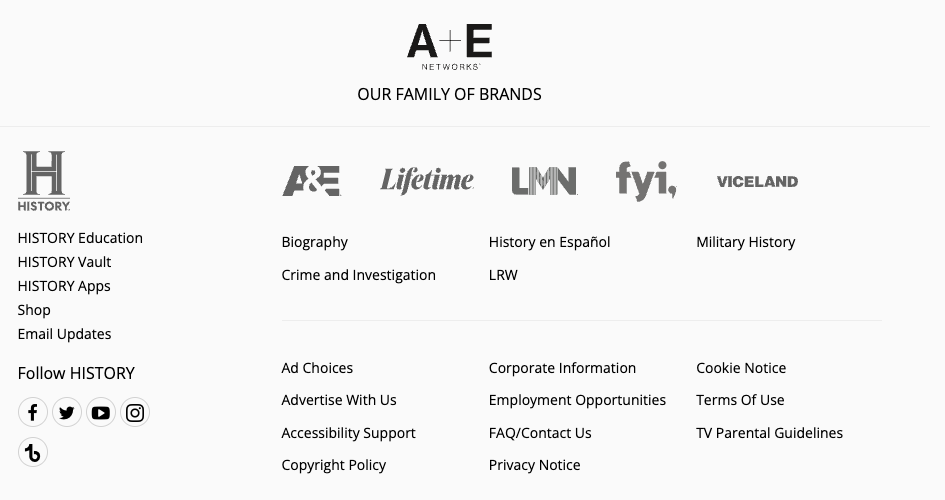 A+E
NETWORKS
OUR FAMILY OF BRANDS
H
HISTORY
HISTORY Education
HISTORY Vault
HISTORY Apps
Shop
Email Updates
Follow HISTORY
A&E
Lifetime
LMN
fyi,
VICELAND
Biography
History en Español
Military History
Crime and Investigation
LRW
Ad Choices
Corporate Information
Cookie Notice
Advertise With Us
Employment Opportunities
Terms Of Use
Accessibility Support
FAQ/Contact Us
TV Parental Guidelines
Copyright Policy
Privacy Notice